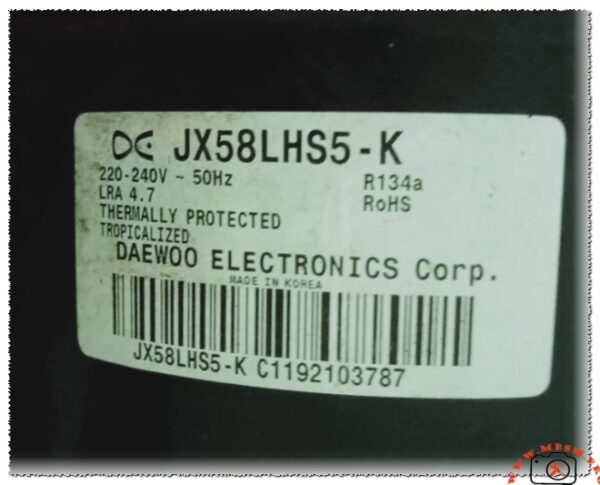 JX58LHS5-K
220-240V ~ 50Hz
R134a
LRA 4.7
RoHS
THERMALLY PROTECTED
TROPICALIZED
DAEWOO ELECTRONICS Corp.
MADE IN KOREA
JX58LHS5-K C1192103787